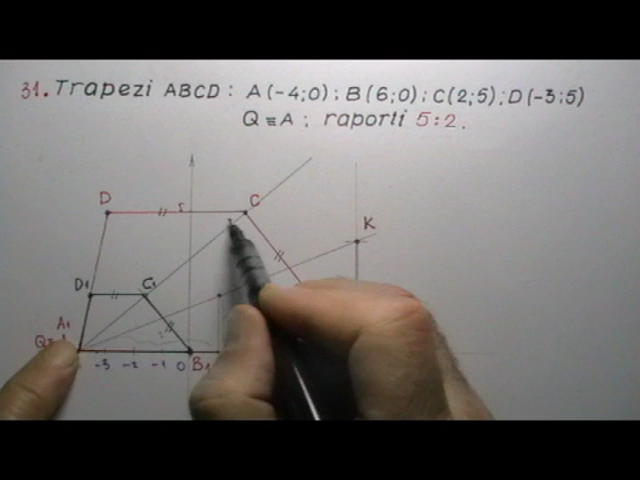 31. Trapezi ABCD : A(-4;0) ; B(6;0) ; C(2;5) ; D(-3;5)
Q ≡ A ; raporti 5:2.
D 5 C K
D₁ C₁
A₁
-3 -2 -1 0 B₁